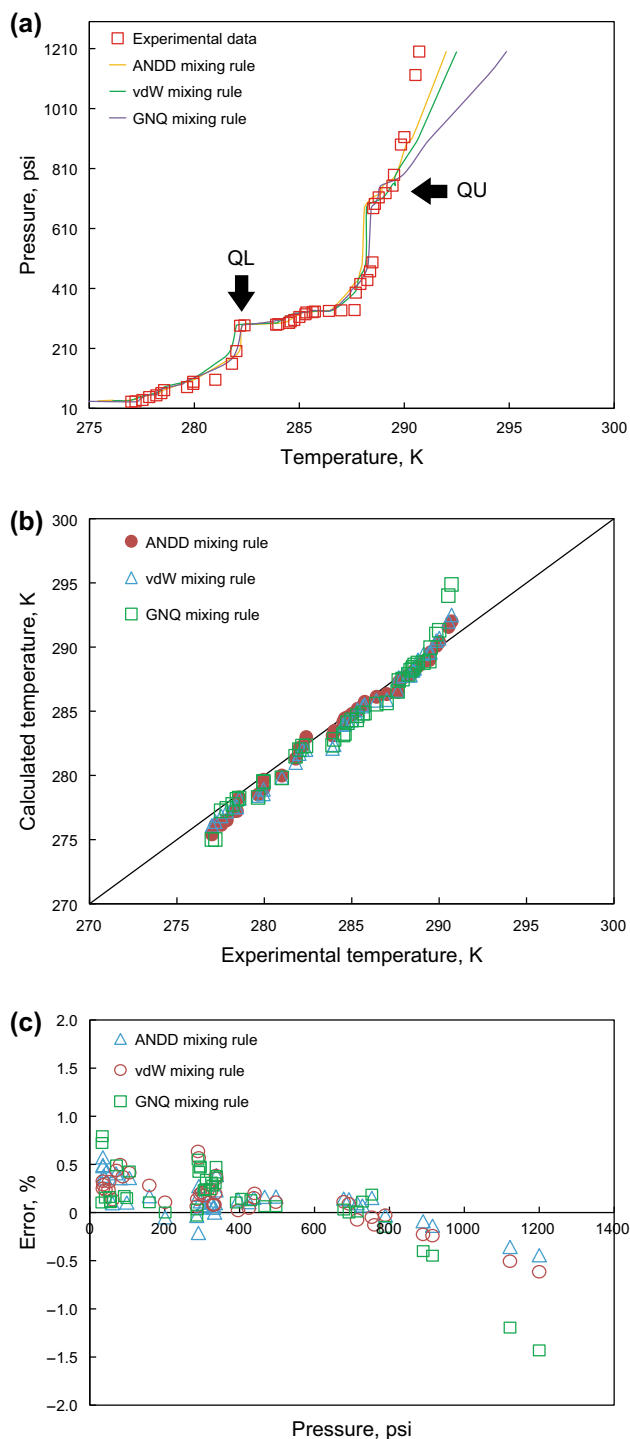 (a)
1210
1010
810
610
410
210
10
Pressure, psi
Experimental data
ANDD mixing rule
vdW mixing rule
GNQ mixing rule
QL
QU
275 280 285 290 295 300
Temperature, K
(b)
300
295
290
285
280
275
270
Calculated temperature, K
ANDD mixing rule
vdW mixing rule
GNQ mixing rule
270 277 280 285 290 295 300
Experimental temperature, K
(c)
2.0
1.5
1.0
0.5
0
–0.5
–1.0
–1.5
–2.0
Error, %
ANDD mixing rule
vdW mixing rule
GNQ mixing rule
0 200 400 600 800 1000 1200 1400
Pressure, psi